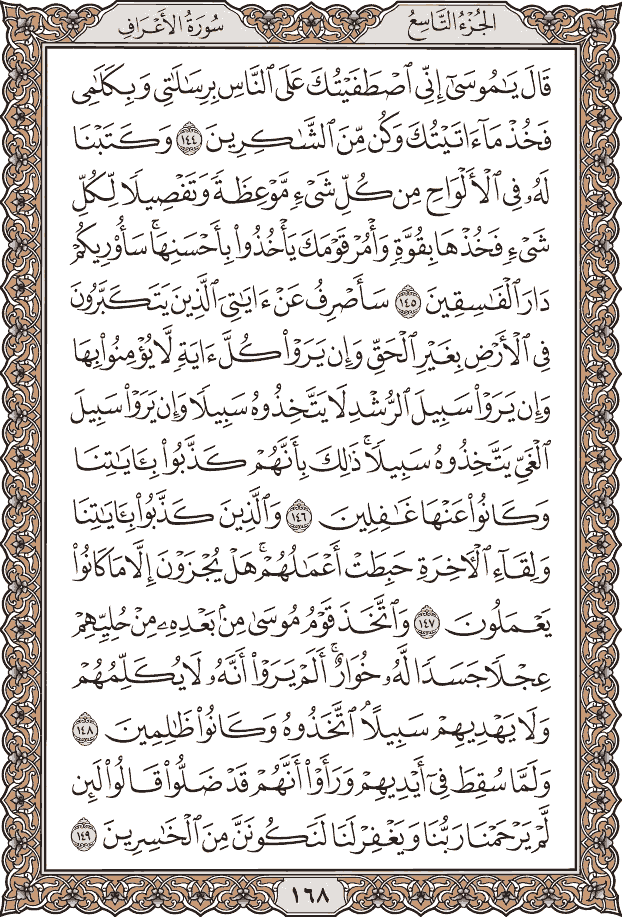 الجُزْءُ التَّاسِعُ
سُورَةُ الأَعْرَافِ
قَالَ يَٰمُوسَىٰٓ إِنِّي ٱصْطَفَيْتُكَ عَلَى ٱلنَّاسِ بِرِسَٰلَٰتِي وَبِكَلَٰمِي
فَخُذْ مَآ ءَاتَيْتُكَ وَكُن مِّنَ ٱلشَّٰكِرِينَ ١٤٤ وَكَتَبْنَا
لَهُۥ فِي ٱلْأَلْوَاحِ مِن كُلِّ شَيْءٍ مَّوْعِظَةً وَتَفْصِيلًا لِّكُلِّ
شَيْءٍ فَخُذْهَا بِقُوَّةٍ وَأْمُرْ قَوْمَكَ يَأْخُذُوا۟ بِأَحْسَنِهَا ۚ سَأُو۟رِيكُمْ
دَارَ ٱلْفَٰسِقِينَ ١٤٥ سَأَصْرِفُ عَنْ ءَايَٰتِيَ ٱلَّذِينَ يَتَكَبَّرُونَ
فِي ٱلْأَرْضِ بِغَيْرِ ٱلْحَقِّ وَإِن يَرَوْا۟ كُلَّ ءَايَةٍ لَّا يُؤْمِنُوا۟ بِهَا
وَإِن يَرَوْا۟ سَبِيلَ ٱلرُّشْدِ لَا يَتَّخِذُوهُ سَبِيلًا وَإِن يَرَوْا۟ سَبِيلَ
ٱلْغَيِّ يَتَّخِذُوهُ سَبِيلًا ۚ ذَٰلِكَ بِأَنَّهُمْ كَذَّبُوا۟ بِـَٔايَٰتِنَا
وَكَانُوا۟ عَنْهَا غَٰفِلِينَ ١٤٦ وَٱلَّذِينَ كَذَّبُوا۟ بِـَٔايَٰتِنَا
وَلِقَآءِ ٱلْءَاخِرَةِ حَبِطَتْ أَعْمَٰلُهُمْ ۚ هَلْ يُجْزَوْنَ إِلَّا مَا كَانُوا۟
يَعْمَلُونَ ١٤٧ وَٱتَّخَذَ قَوْمُ مُوسَىٰ مِنۢ بَعْدِهِۦ مِنْ حُلِيِّهِمْ
عِجْلًا جَسَدًا لَّهُۥ خُوَارٌ ۚ أَلَمْ يَرَوْا۟ أَنَّهُۥ لَا يُكَلِّمُهُمْ
وَلَا يَهْدِيهِمْ سَبِيلًا ۘ ٱتَّخَذُوهُ وَكَانُوا۟ ظَٰلِمِينَ ١٤٨
وَلَمَّا سُقِطَ فِيٓ أَيْدِيهِمْ وَرَأَوْا۟ أَنَّهُمْ قَدْ ضَلُّوا۟ قَالُوا۟ لَئِن
لَّمْ يَرْحَمْنَا رَبُّنَا وَيَغْفِرْ لَنَا لَنَكُونَنَّ مِنَ ٱلْخَٰسِرِينَ ١٤٩
١٦٨